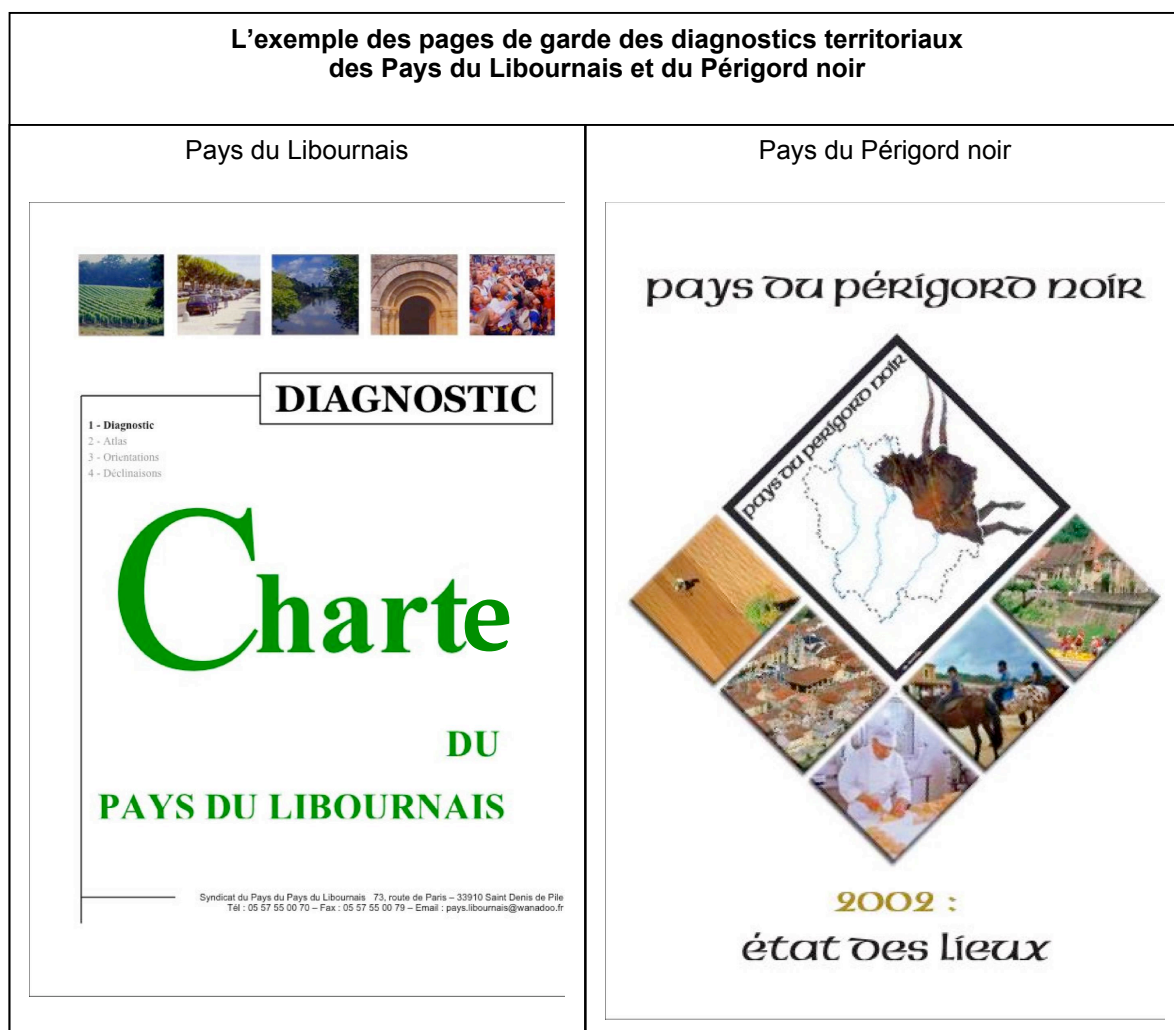 L'exemple des pages de garde des diagnostics territoriaux
des Pays du Libournais et du Périgord noir
Pays du Libournais
DIAGNOSTIC
1 - Diagnostic
2 - Atlas
3 - Orientations
4 - Déclinaisons
Charte
DU
PAYS DU LIBOURNAIS
Syndicat du Pays du Pays du Libournais 73, route de Paris – 33910 Saint Denis de Pile
Tél : 05 57 55 00 70 – Fax : 05 57 55 00 79 – Email : pays.libournais@wanadoo.fr
Pays du Périgord noir
pays du périgord noir
pays du perigord noir
2002 :
état des lieux